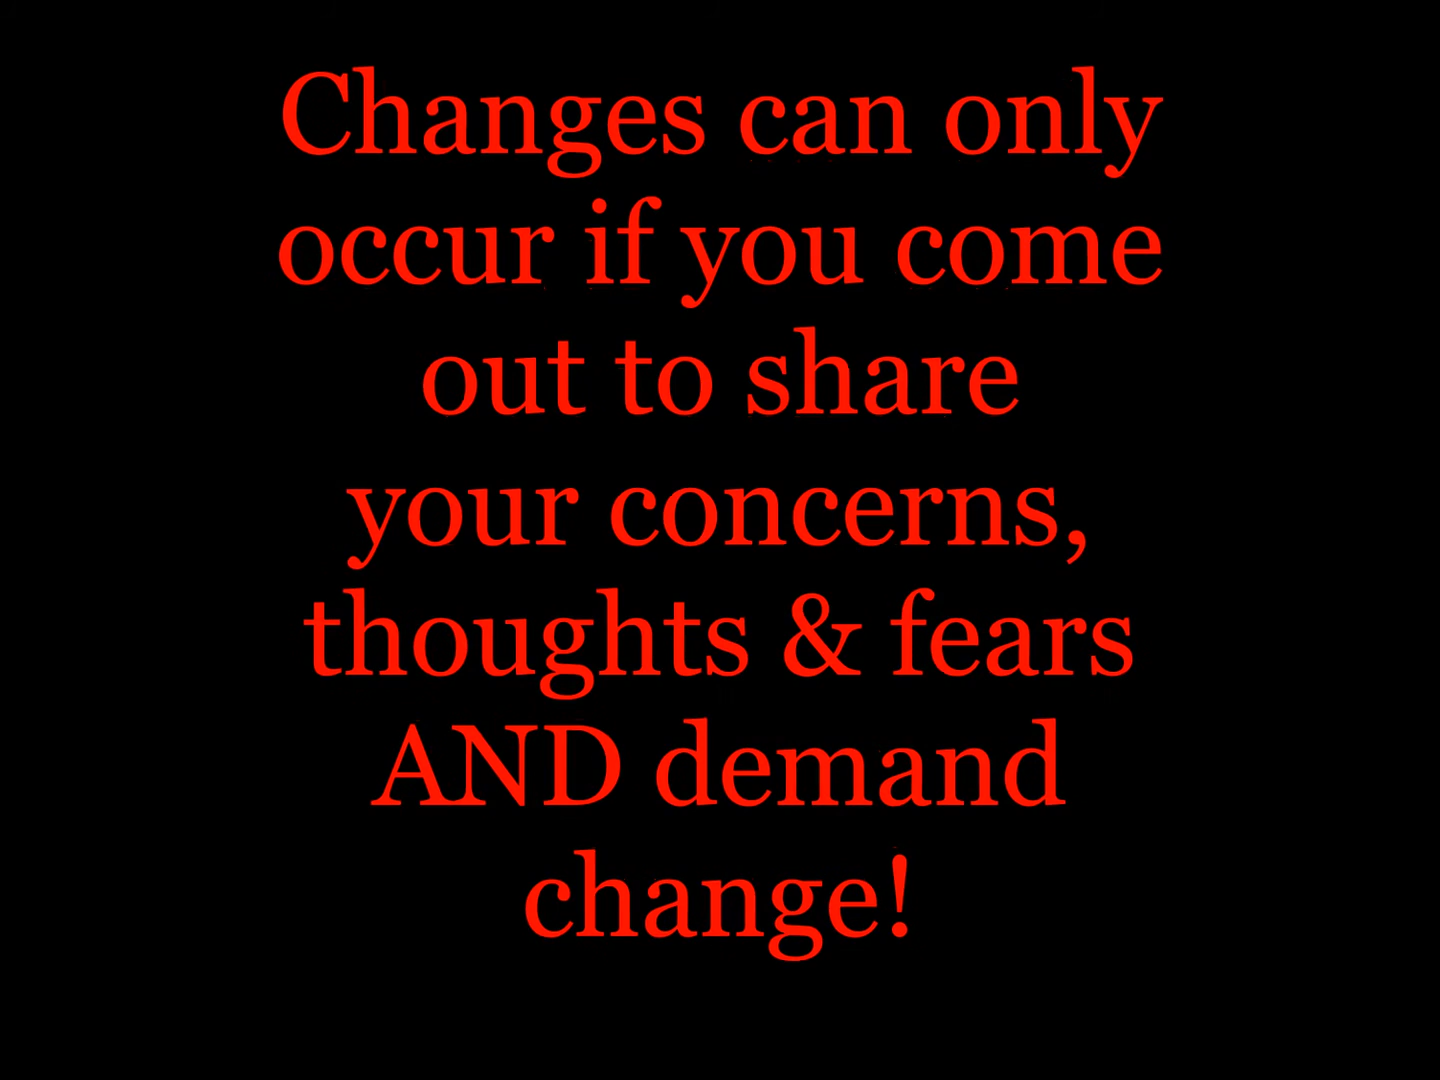 Changes can only
occur if you come
out to share
your concerns,
thoughts & fears
AND demand
change!